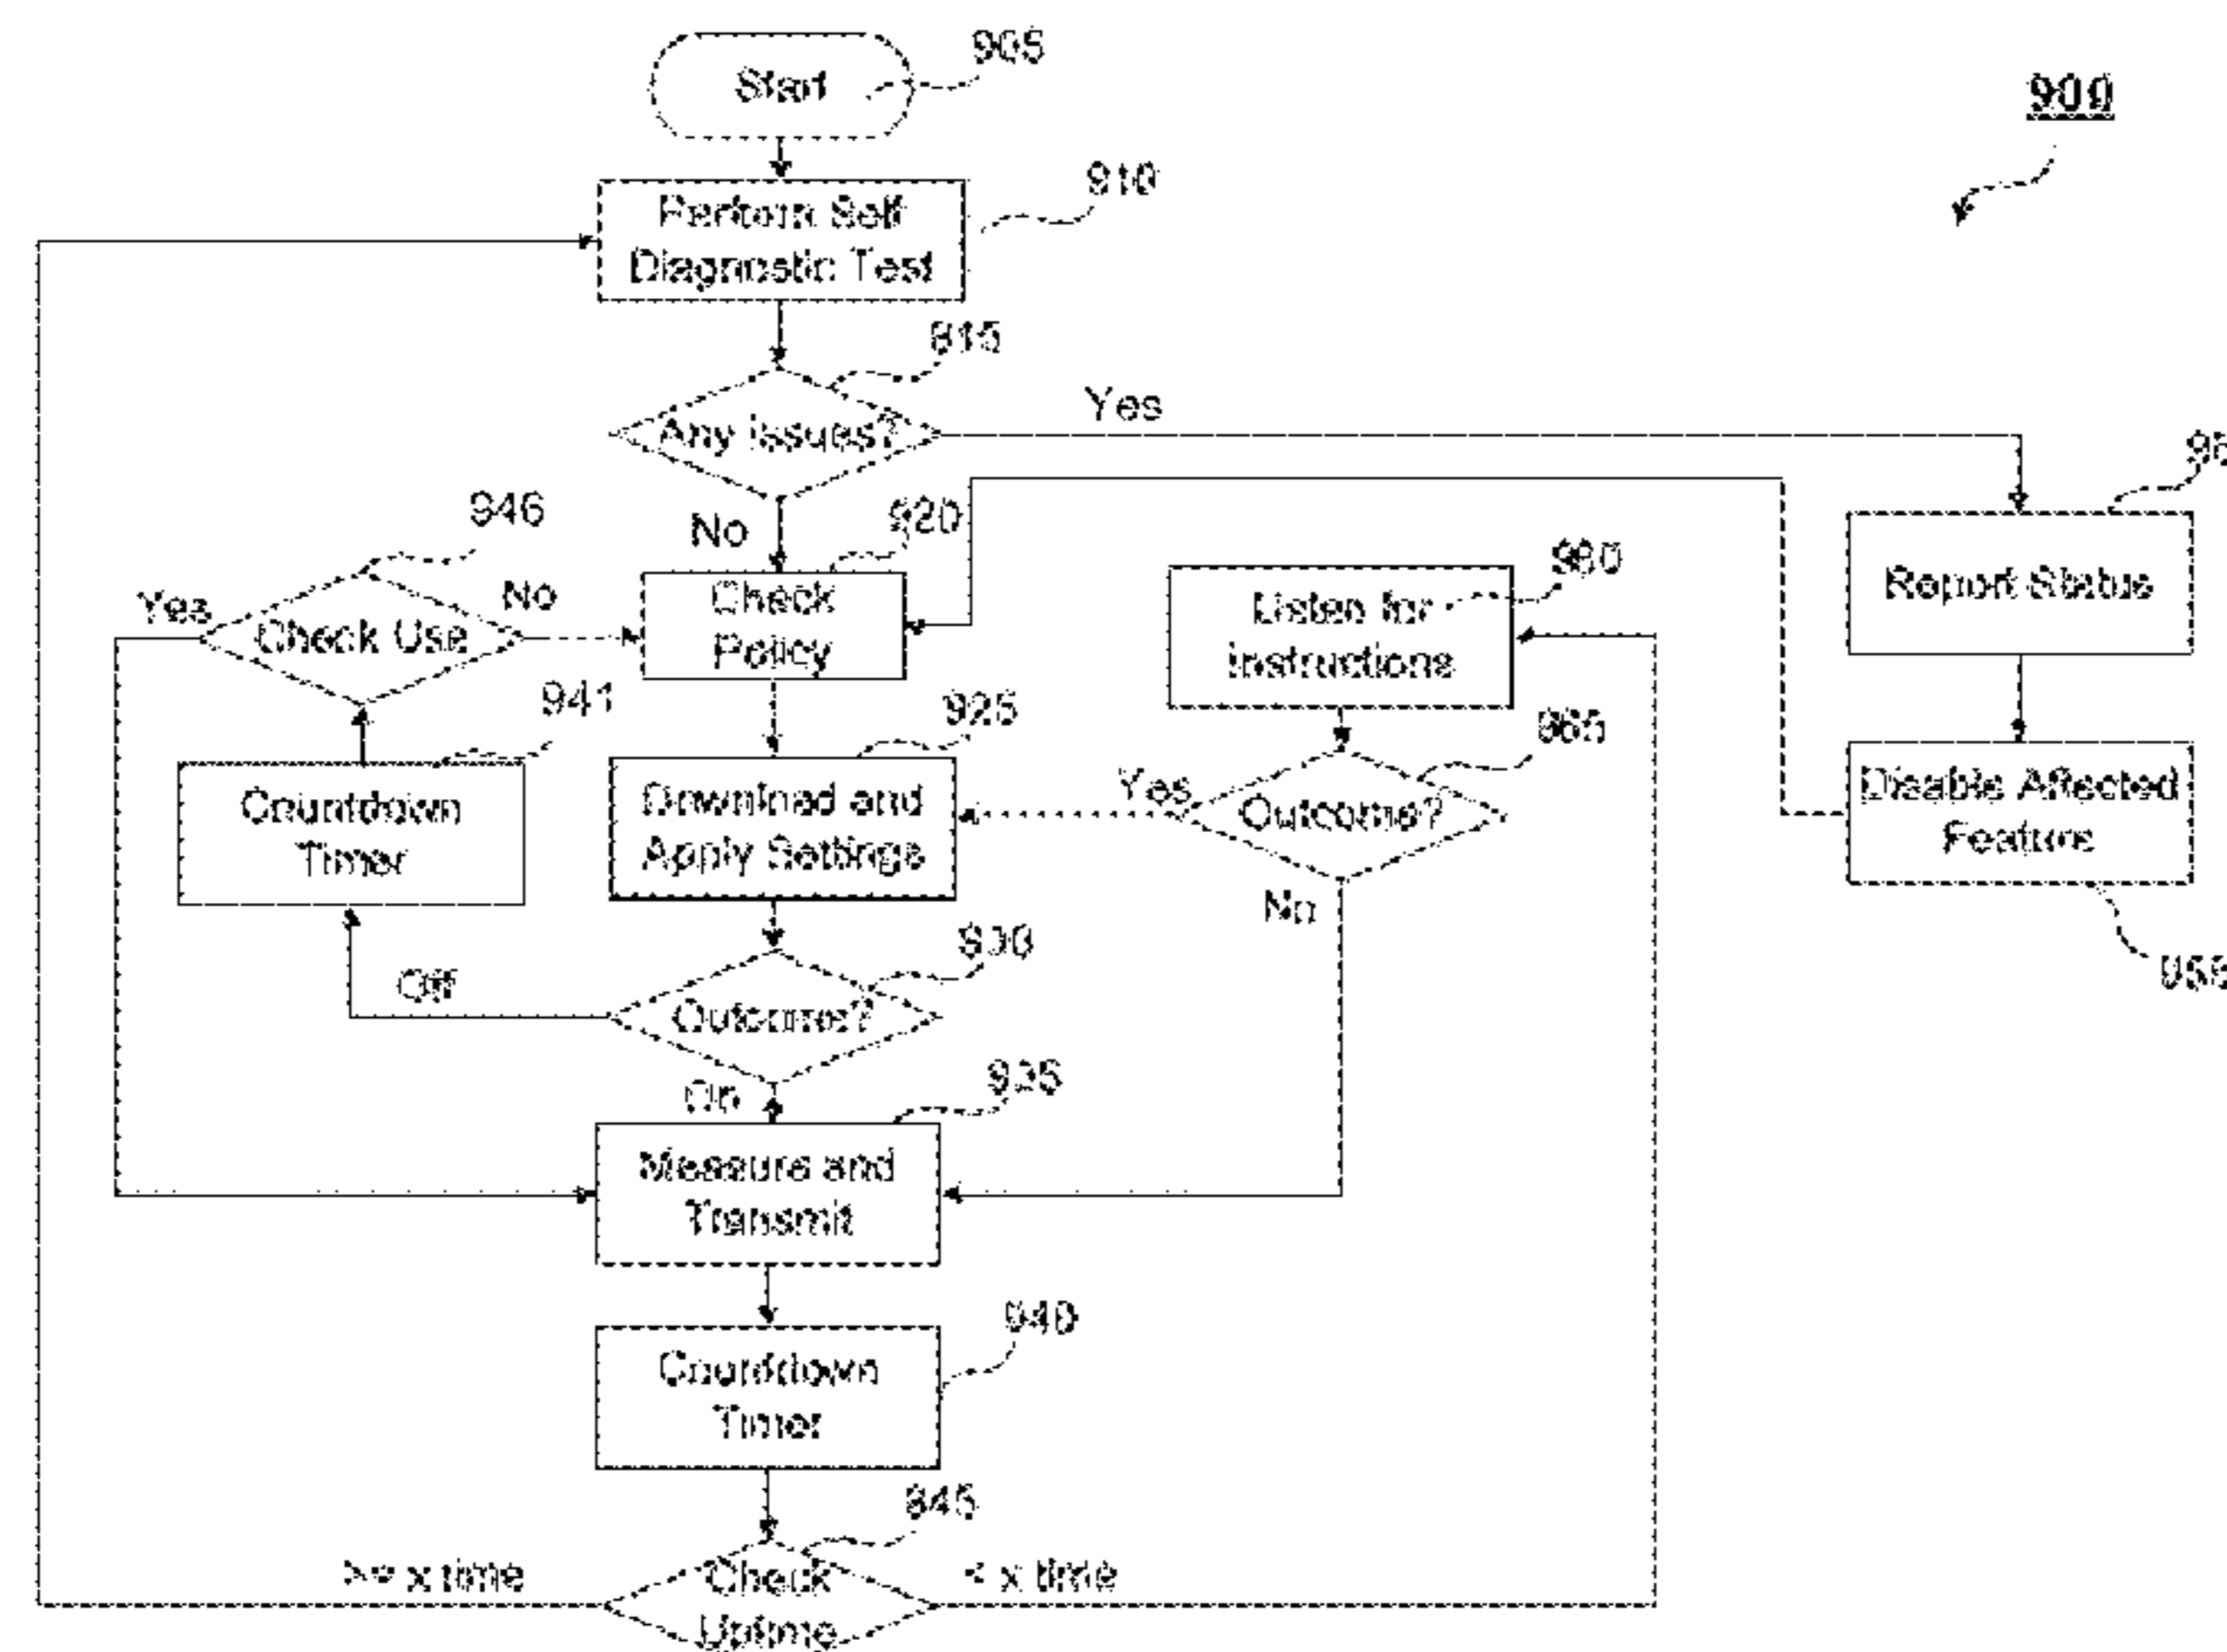 Start
905
900
Perform Self
Diagnostic Test
910
Any Issues?
915
Yes
No
Check
Policy
920
946
Yes
Check Use
No
Listen for
Instructions
960
Report Status
Countdown
Timer
941
Download and
Apply Settings
925
Yes
Outcome?
965
No
Disable Affected
Feature
Off
Outcome?
930
On
Measure and
Transmit
935
Countdown
Timer
940
>= x time
Check
Uptime
945
< x time